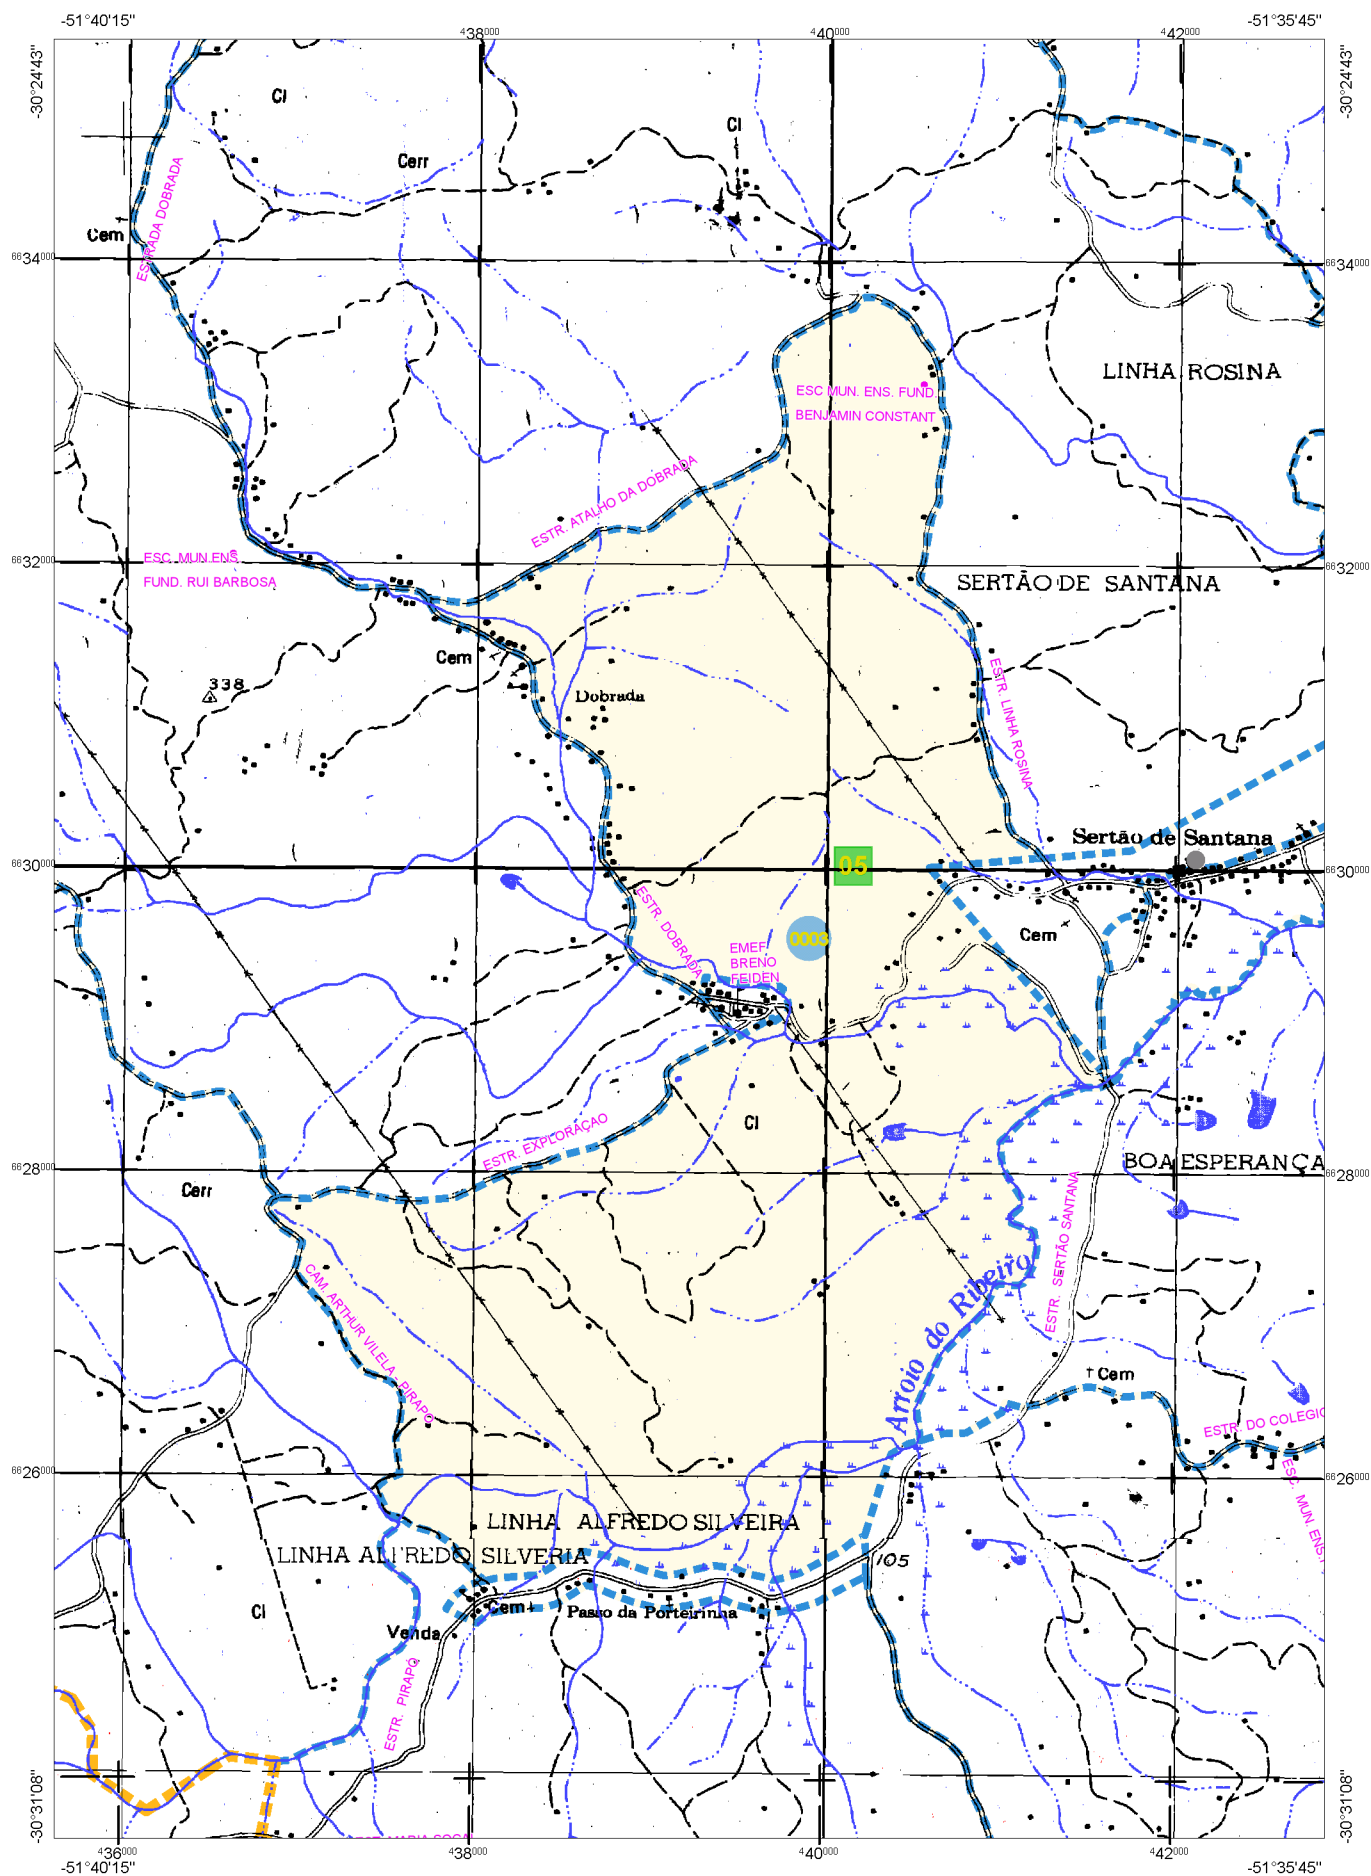 -51°40'15"
-51°35'45"
438000
440000
442000
-30°24'43"
-30°24'43"
Cl
Cl
Cerr
ESTRADA DOBRADA
Cem
6634000
6634000
LINHA ROSINA
ESC MUN. ENS. FUND.
BENJAMIN CONSTANT
ESTR. ATALHO DA DOBRADA
ESC. MUN.ENS.
FUND. RUI BARBOSA
6632000
6632000
SERTÃO DE SANTANA
Cem
338
Dobrada
ESTR. LINHA ROSINA
Sertão de Santana
6630000
6630000
05
ESTR. DOBRADA
0003
Cem
EMEF
BRENO
FEIDEN
Cl
ESTR. EXPLORAÇAO
6628000
6628000
BOA ESPERANÇA
Cerr
ESTR. SERTÃO SANTANA
Arroio do Ribeiro
CAM. ARTHUR VILELA - PIRAPO
Cem
ESTR. DO COLEGIO
ESC. MUN. ENS.
6626000
6626000
LINHA ALFREDO SILVEIRA
LINHA ALFREDO SILVERIA
105
Cl
Cem
Passo da Porteirinha
Venda
ESTR. PIRAPÓ
-30°31'08"
-30°31'08"
436000
438000
440000
442000
-51°40'15"
-51°35'45"